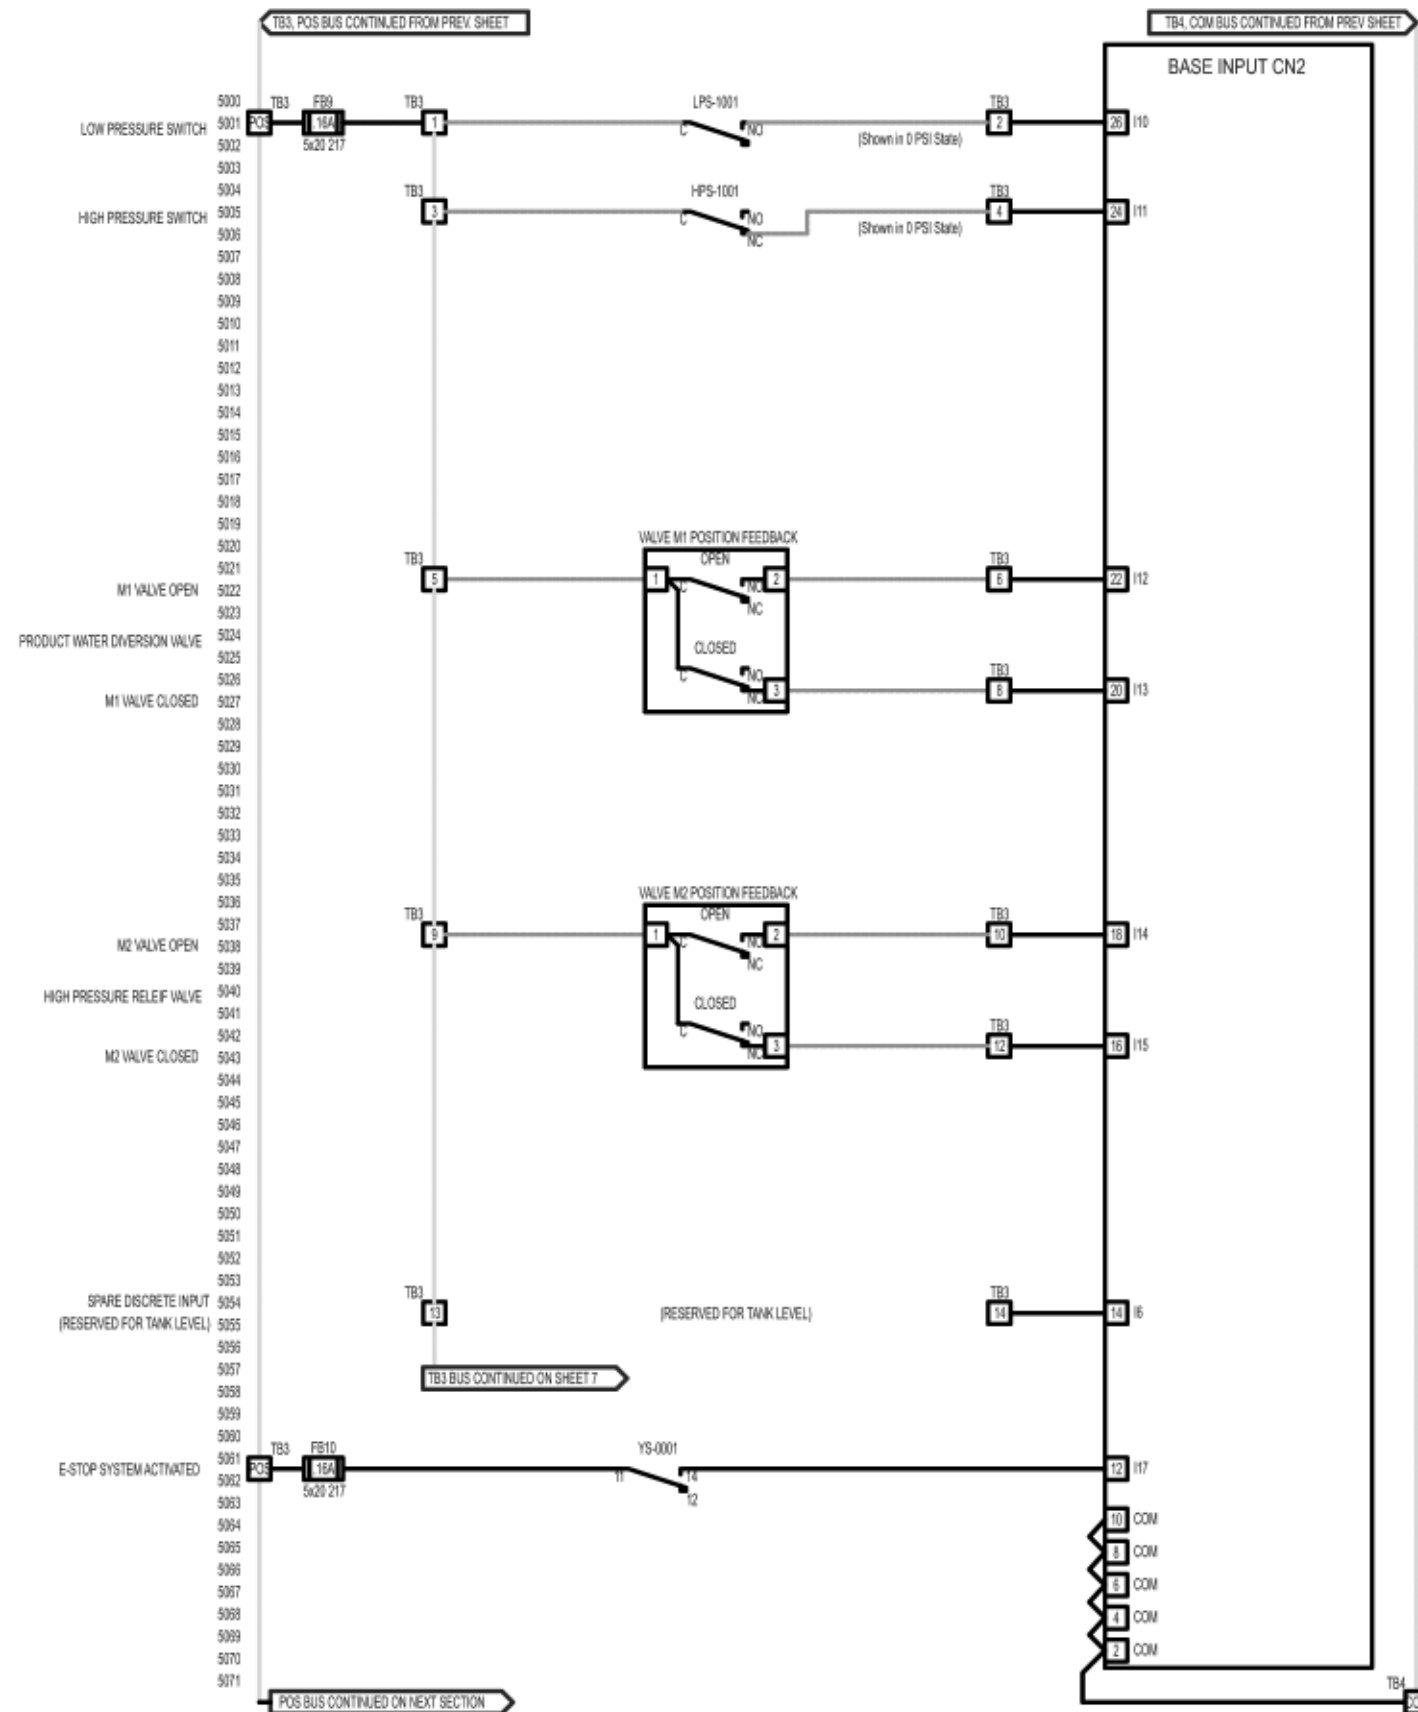 TB3, POS BUS CONTINUED FROM PREV. SHEET
TB4, COM BUS CONTINUED FROM PREV SHEET
BASE INPUT CN2
5000 TB3 FB9 TB3 LPS-1001 TB3
LOW PRESSURE SWITCH 5001 POS .16A 1 C NO 2 26 I10
5002 5x20 217 (Shown in 0 PSI State)
5003
5004 TB3 HPS-1001 TB3
HIGH PRESSURE SWITCH 5005 3 C NO 4 24 I11
5006 NC (Shown in 0 PSI State)
5007
5008
5009
5010
5011
5012
5013
5014
5015
5016
5017
5018
5019
5020 VALVE M1 POSITION FEEDBACK
5021 TB3 OPEN TB3
M1 VALVE OPEN 5022 5 1 C NO 2 6 22 I12
5023 NC
PRODUCT WATER DIVERSION VALVE 5024 CLOSED
5025
5026 C NO TB3
M1 VALVE CLOSED 5027 NC 3 8 20 I13
5028
5029
5030
5031
5032
5033
5034
5035
5036 VALVE M2 POSITION FEEDBACK
5037 TB3 OPEN TB3
M2 VALVE OPEN 5038 9 1 C NO 2 10 18 I14
5039 NC
HIGH PRESSURE RELEIF VALVE 5040 CLOSED
5041
5042 C NO TB3
M2 VALVE CLOSED 5043 NC 3 12 16 I15
5044
5045
5046
5047
5048
5049
5050
5051
5052
5053 TB3 TB3
SPARE DISCRETE INPUT 5054 13 (RESERVED FOR TANK LEVEL) 14 14 I6
(RESERVED FOR TANK LEVEL) 5055
5056
5057 TB3 BUS CONTINUED ON SHEET 7
5058
5059
5060 TB3 FB10 YS-0001
E-STOP SYSTEM ACTIVATED 5061 POS .16A 11 14 12 I17
5062 5x20 217 12
5063
5064 10 COM
5065 8 COM
5066
5067 6 COM
5068 4 COM
5069
5070 2 COM
5071 TB4
POS BUS CONTINUED ON NEXT SECTION